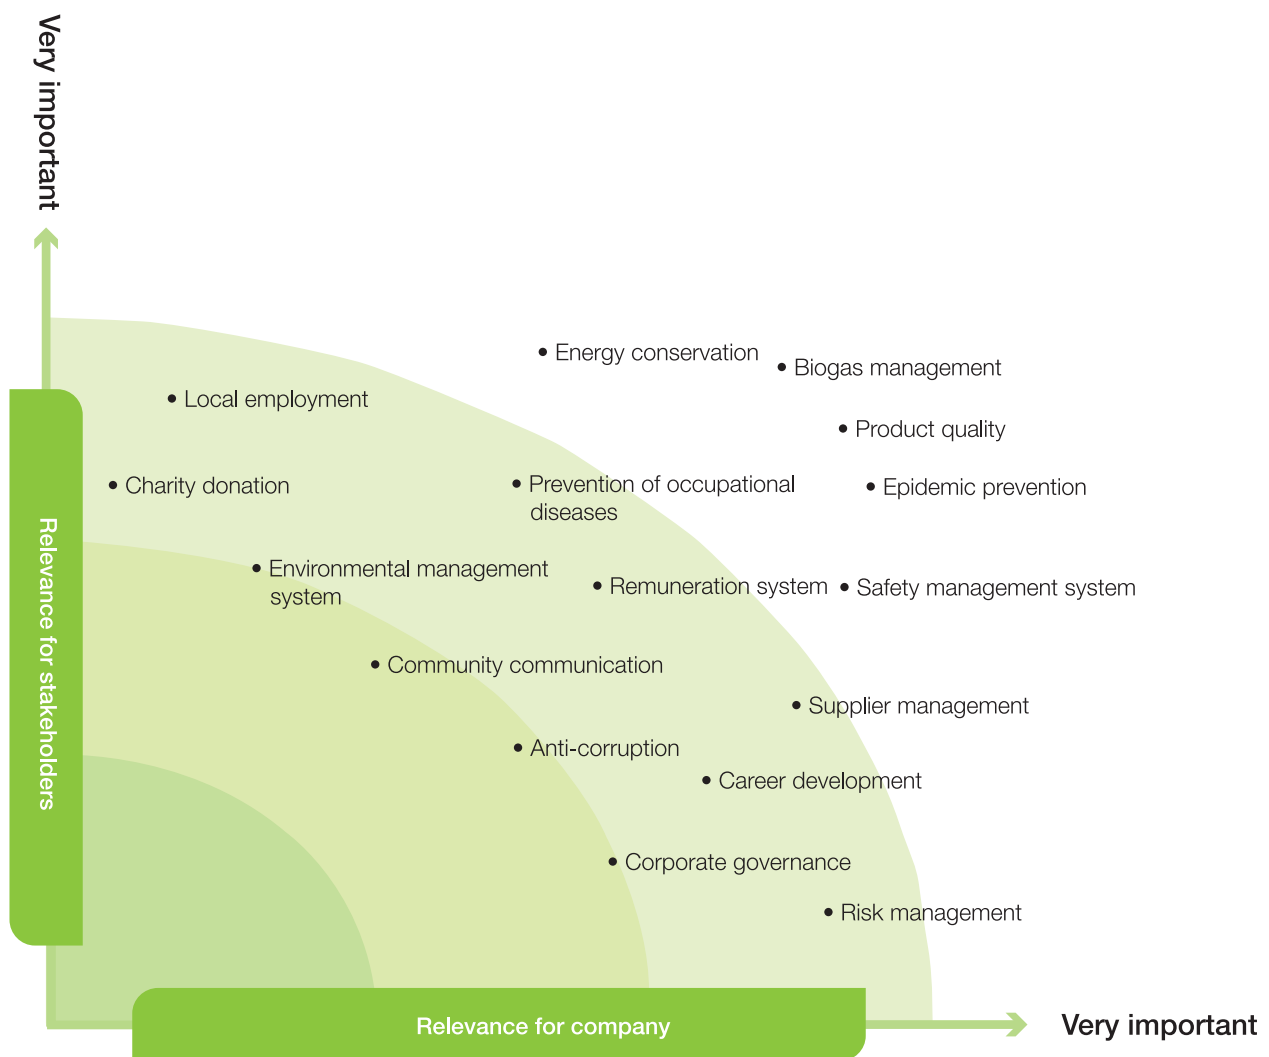 Very important
Energy conservation
Biogas management
Local employment
Product quality
Charity donation
Prevention of occupational
diseases
Epidemic prevention
Relevance for stakeholders
Environmental management
system
Remuneration system
Safety management system
Community communication
Supplier management
Anti-corruption
Career development
Corporate governance
Risk management
Relevance for company
Very important